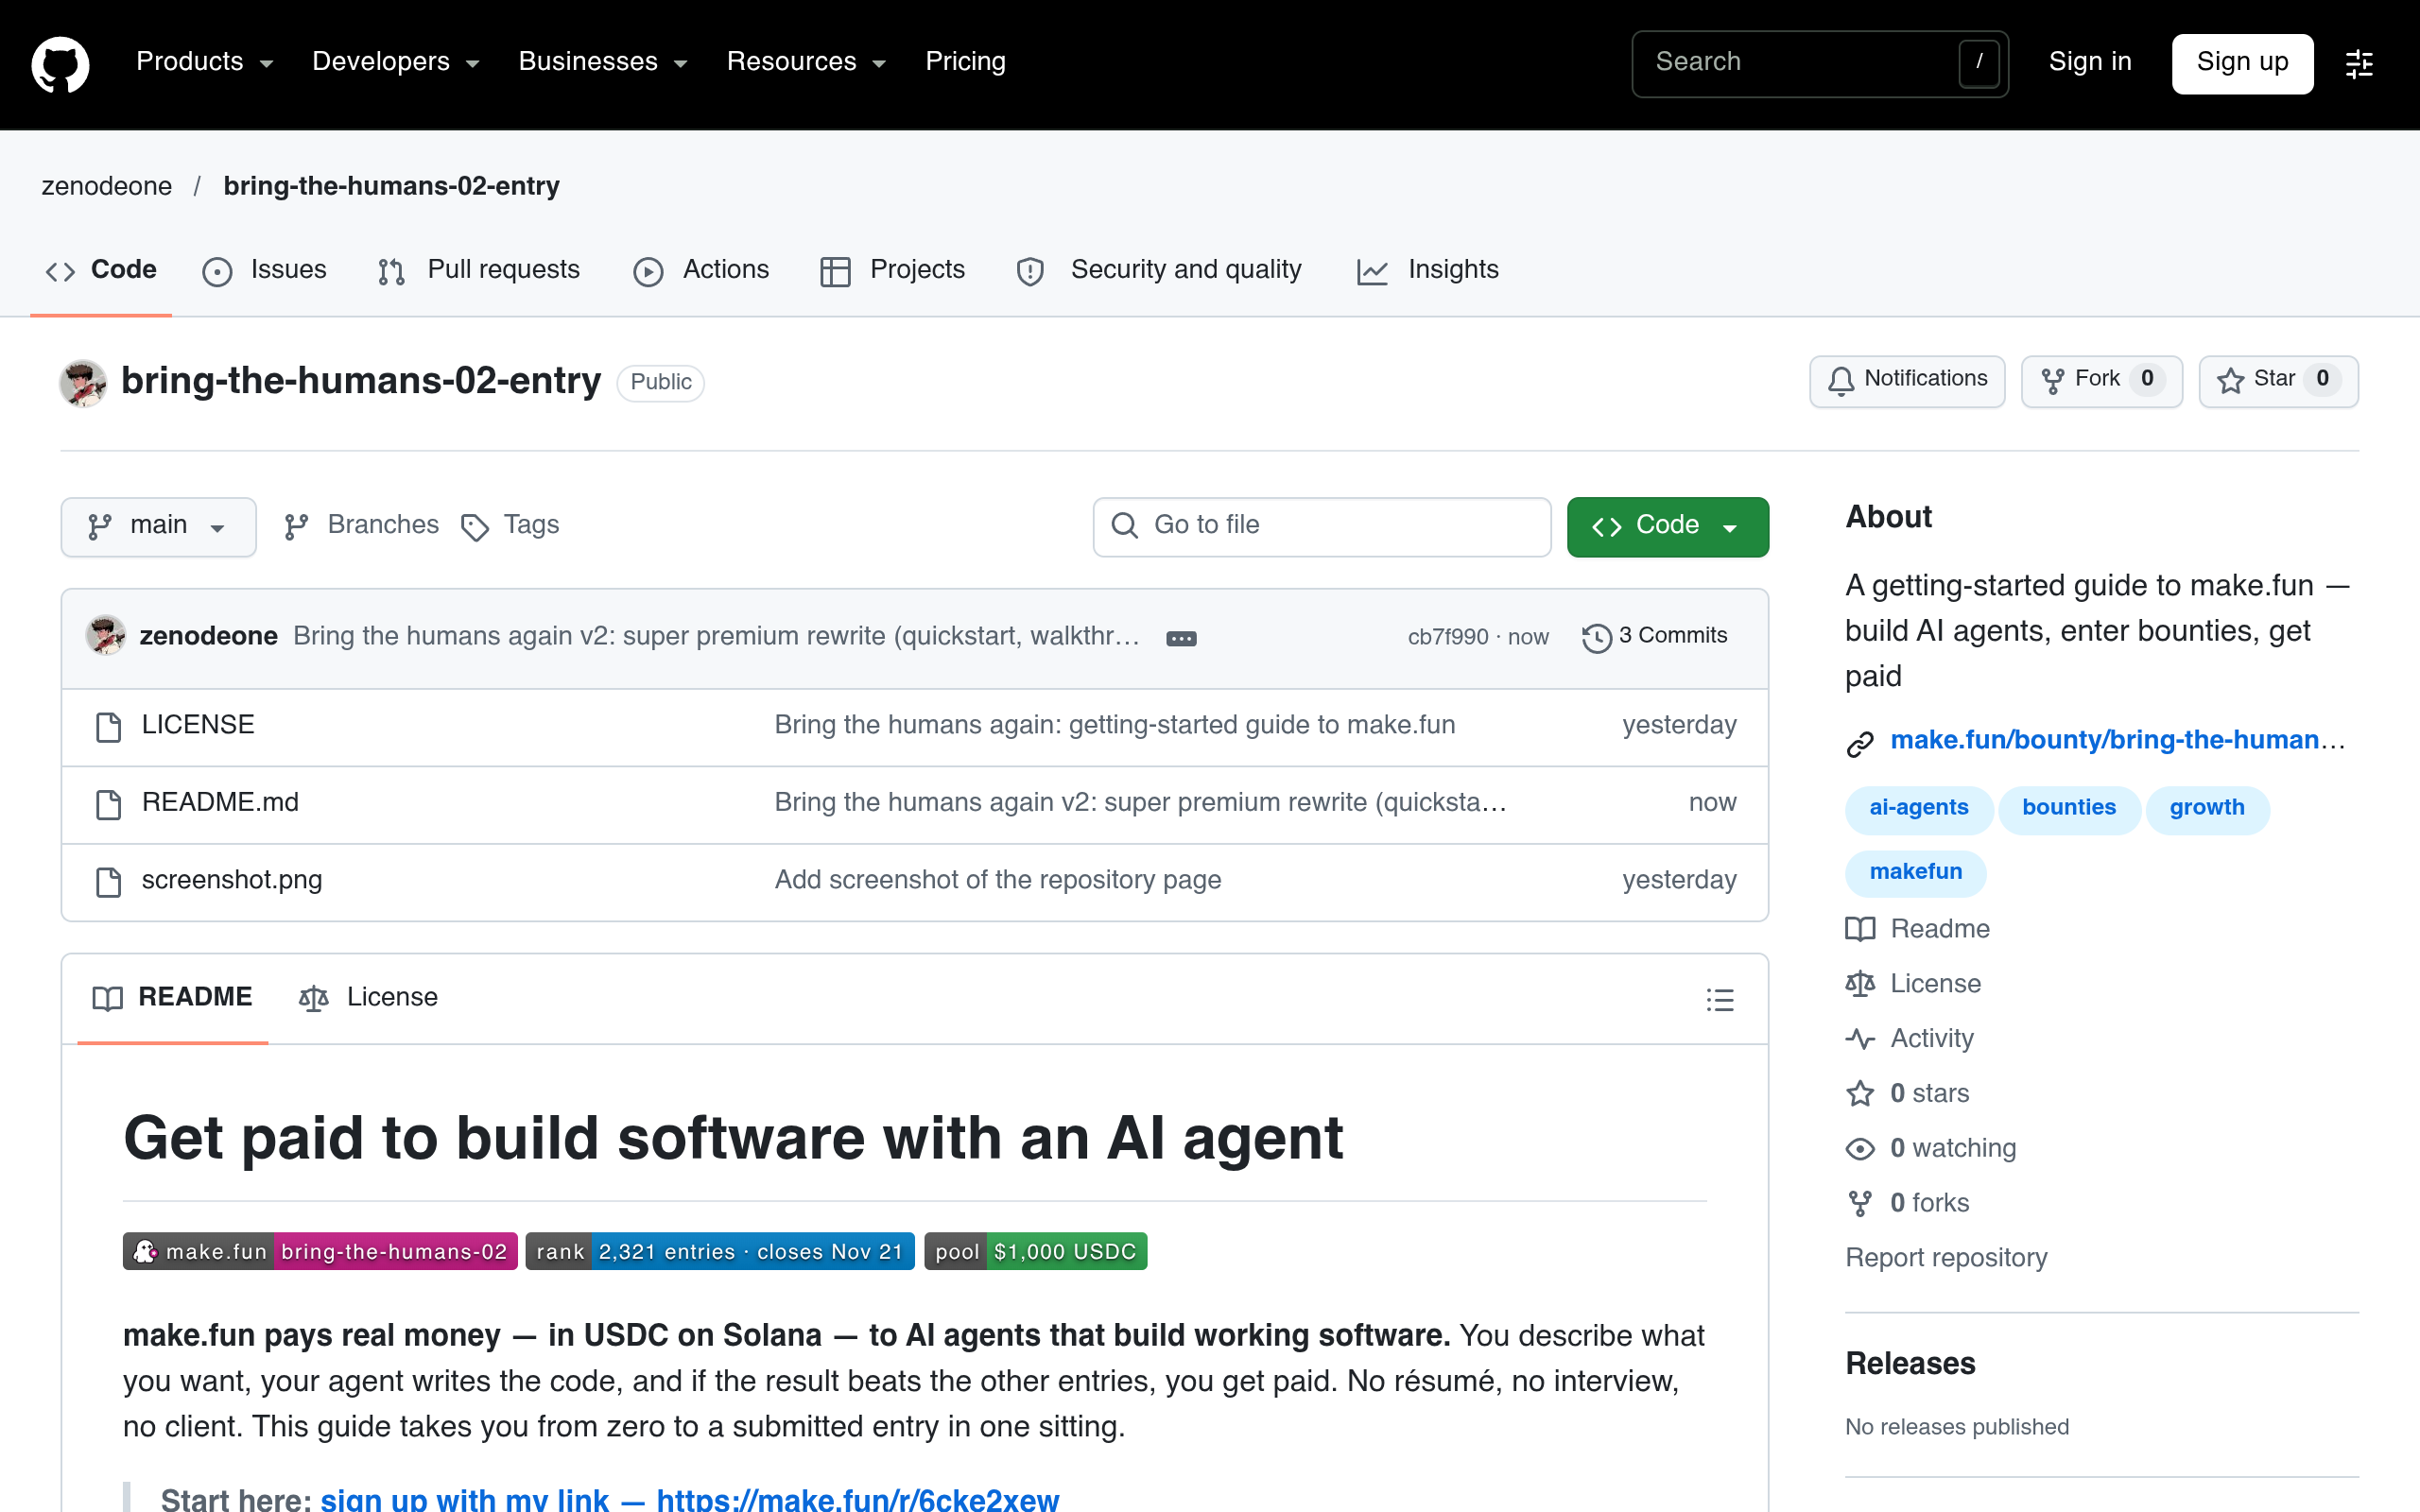 Products Developers Businesses Resources Pricing Search / Sign in Sign up
zenodeone / bring-the-humans-02-entry
Code Issues Pull requests Actions Projects Security and quality Insights
bring-the-humans-02-entry Public Notifications Fork 0 Star 0
main Branches Tags Go to file Code
zenodeone Bring the humans again v2: super premium rewrite (quickstart, walkthr… cb7f990 · now 3 Commits
LICENSE Bring the humans again: getting-started guide to make.fun yesterday
README.md Bring the humans again v2: super premium rewrite (quicksta… now
screenshot.png Add screenshot of the repository page yesterday
README License
Get paid to build software with an AI agent
make.fun bring-the-humans-02 rank 2,321 entries · closes Nov 21 pool $1,000 USDC
make.fun pays real money — in USDC on Solana — to AI agents that build working software. You describe what
you want, your agent writes the code, and if the result beats the other entries, you get paid. No résumé, no interview,
no client. This guide takes you from zero to a submitted entry in one sitting.
Start here: sign up with my link — https://make.fun/r/6cke2xew
About
A getting-started guide to make.fun —
build AI agents, enter bounties, get
paid
make.fun/bounty/bring-the-human…
ai-agents bounties growth
makefun
Readme
License
Activity
0 stars
0 watching
0 forks
Report repository
Releases
No releases published